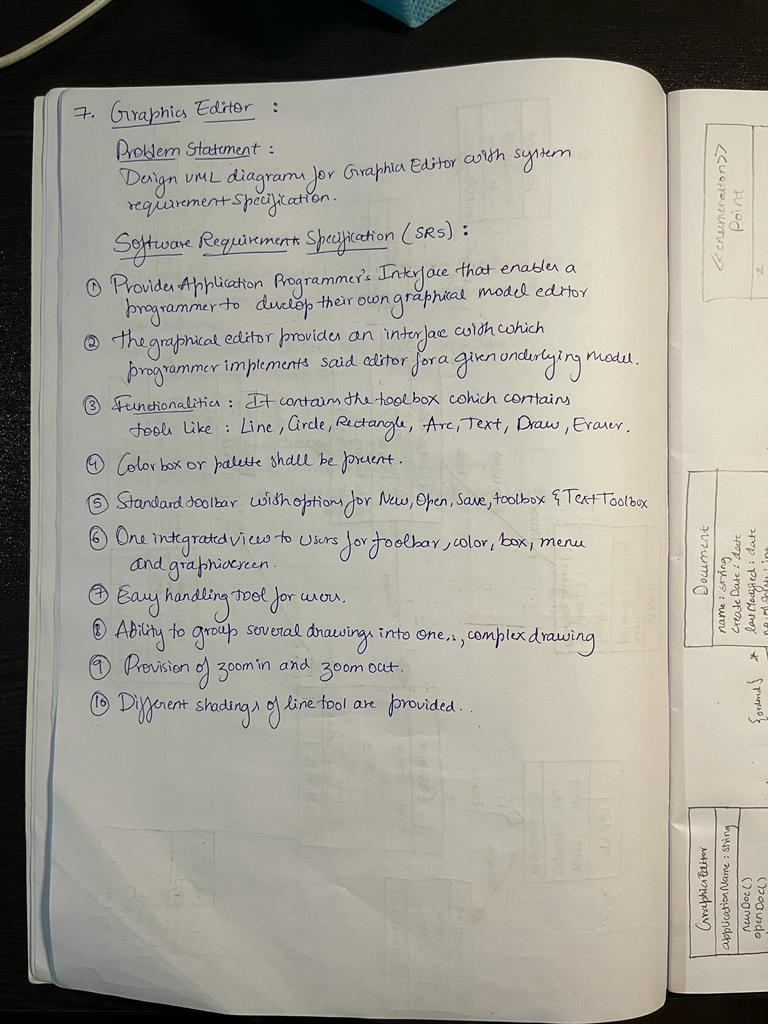 7. Graphics Editor :
Problem Statement :
Design UML diagrams for Graphics Editor with system
requirement specification.
Software Requirements Specification (SRS) :
① Provides Application Programmer's Interface that enables a
programmer to develop their own graphical model editor
② The graphical editor provides an interface with which
programmer implements said editor for a given underlying model.
③ Functionalities : It contains the toolbox which contains
tools like : Line, Circle, Rectangle, Arc, Text, Draw, Eraser.
④ Color box or palette shall be present.
⑤ Standard toolbar with options for New, Open, Save, toolbox & Text Toolbox
⑥ One integrated view to users for toolbar, color, box, menu
and graphicscreen.
⑦ Easy handling tool for users.
⑧ Ability to group several drawings into one.., complex drawing
⑨ Provision of zoom in and zoom out.
⑩ Different shadings of line tool are provided..
<<enumeration>>
Point
Document
name : string
createDate : date
lastModified : date
{ordered} *
GraphicsEditor
applicationName : string
newDoc()
openDoc()